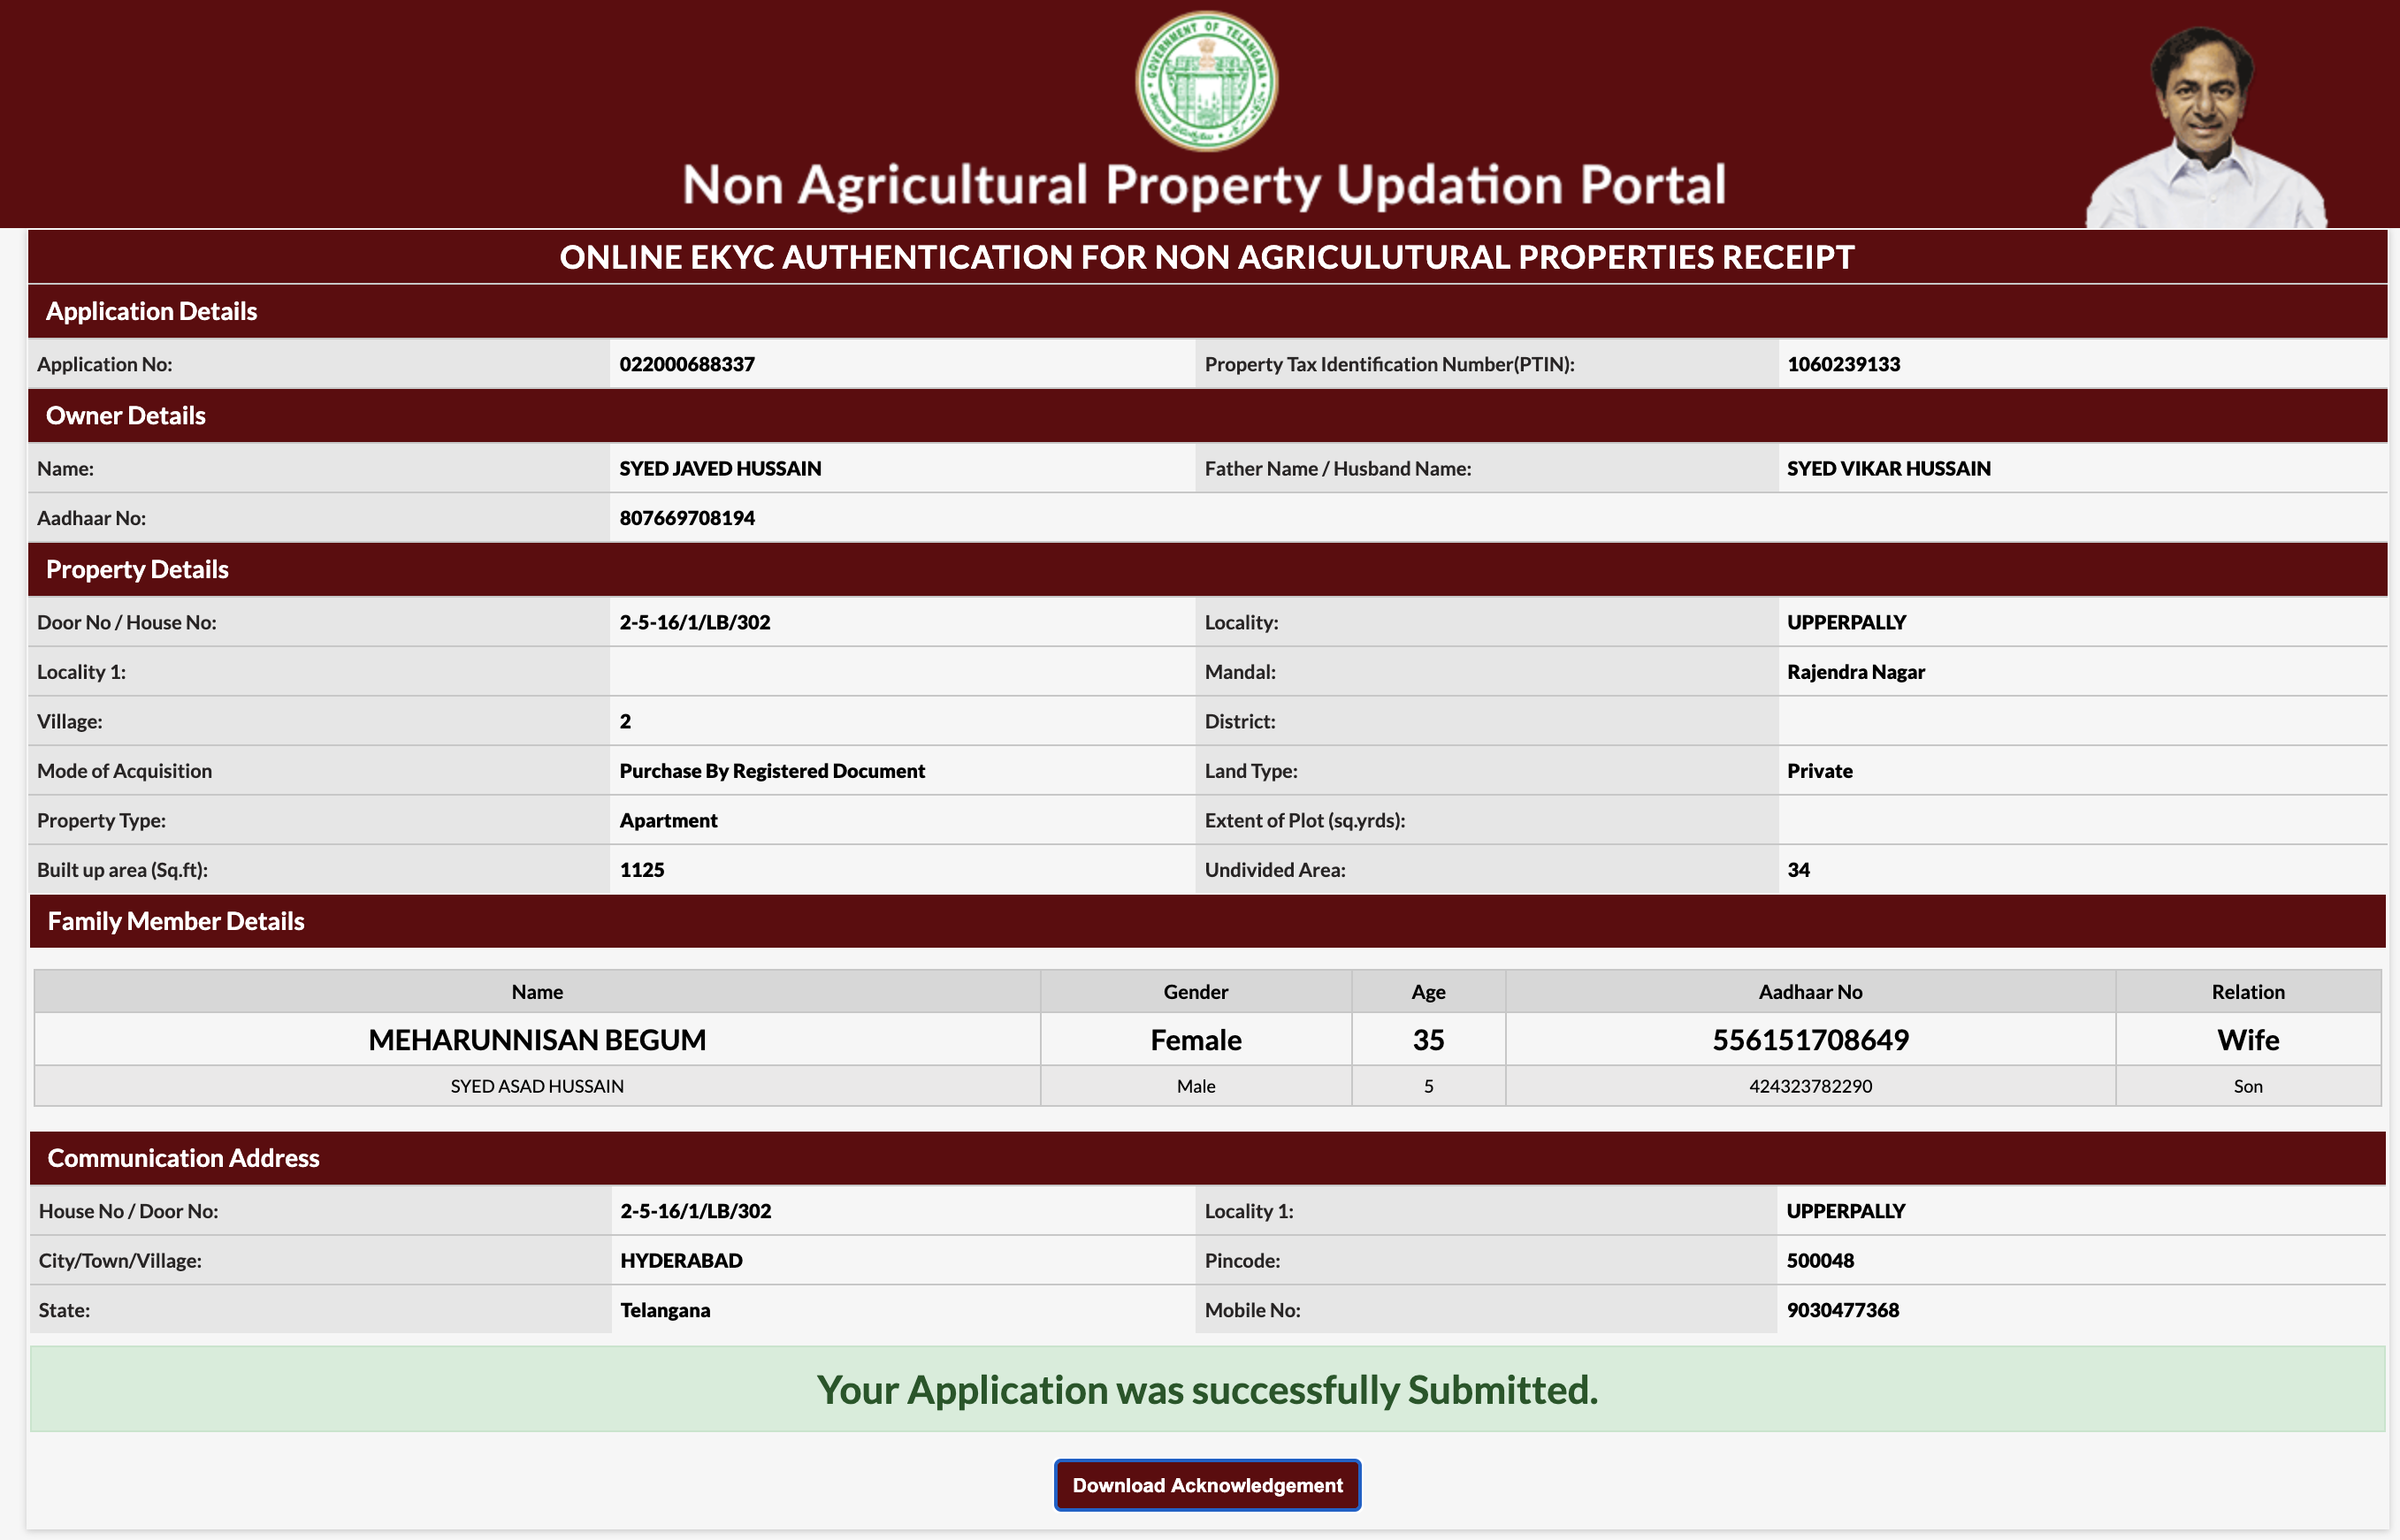 GOVERNMENT OF TELANGANA
Non Agricultural Property Updation Portal
ONLINE EKYC AUTHENTICATION FOR NON AGRICULUTURAL PROPERTIES RECEIPT
Application Details
Application No: 022000688337 Property Tax Identification Number(PTIN): 1060239133
Owner Details
Name: SYED JAVED HUSSAIN Father Name / Husband Name: SYED VIKAR HUSSAIN
Aadhaar No: 807669708194
Property Details
Door No / House No: 2-5-16/1/LB/302 Locality: UPPERPALLY
Locality 1: Mandal: Rajendra Nagar
Village: 2 District:
Mode of Acquisition Purchase By Registered Document Land Type: Private
Property Type: Apartment Extent of Plot (sq.yrds):
Built up area (Sq.ft): 1125 Undivided Area: 34
Family Member Details
Name Gender Age Aadhaar No Relation
MEHARUNNISAN BEGUM Female 35 556151708649 Wife
SYED ASAD HUSSAIN Male 5 424323782290 Son
Communication Address
House No / Door No: 2-5-16/1/LB/302 Locality 1: UPPERPALLY
City/Town/Village: HYDERABAD Pincode: 500048
State: Telangana Mobile No: 9030477368
Your Application was successfully Submitted.
Download Acknowledgement